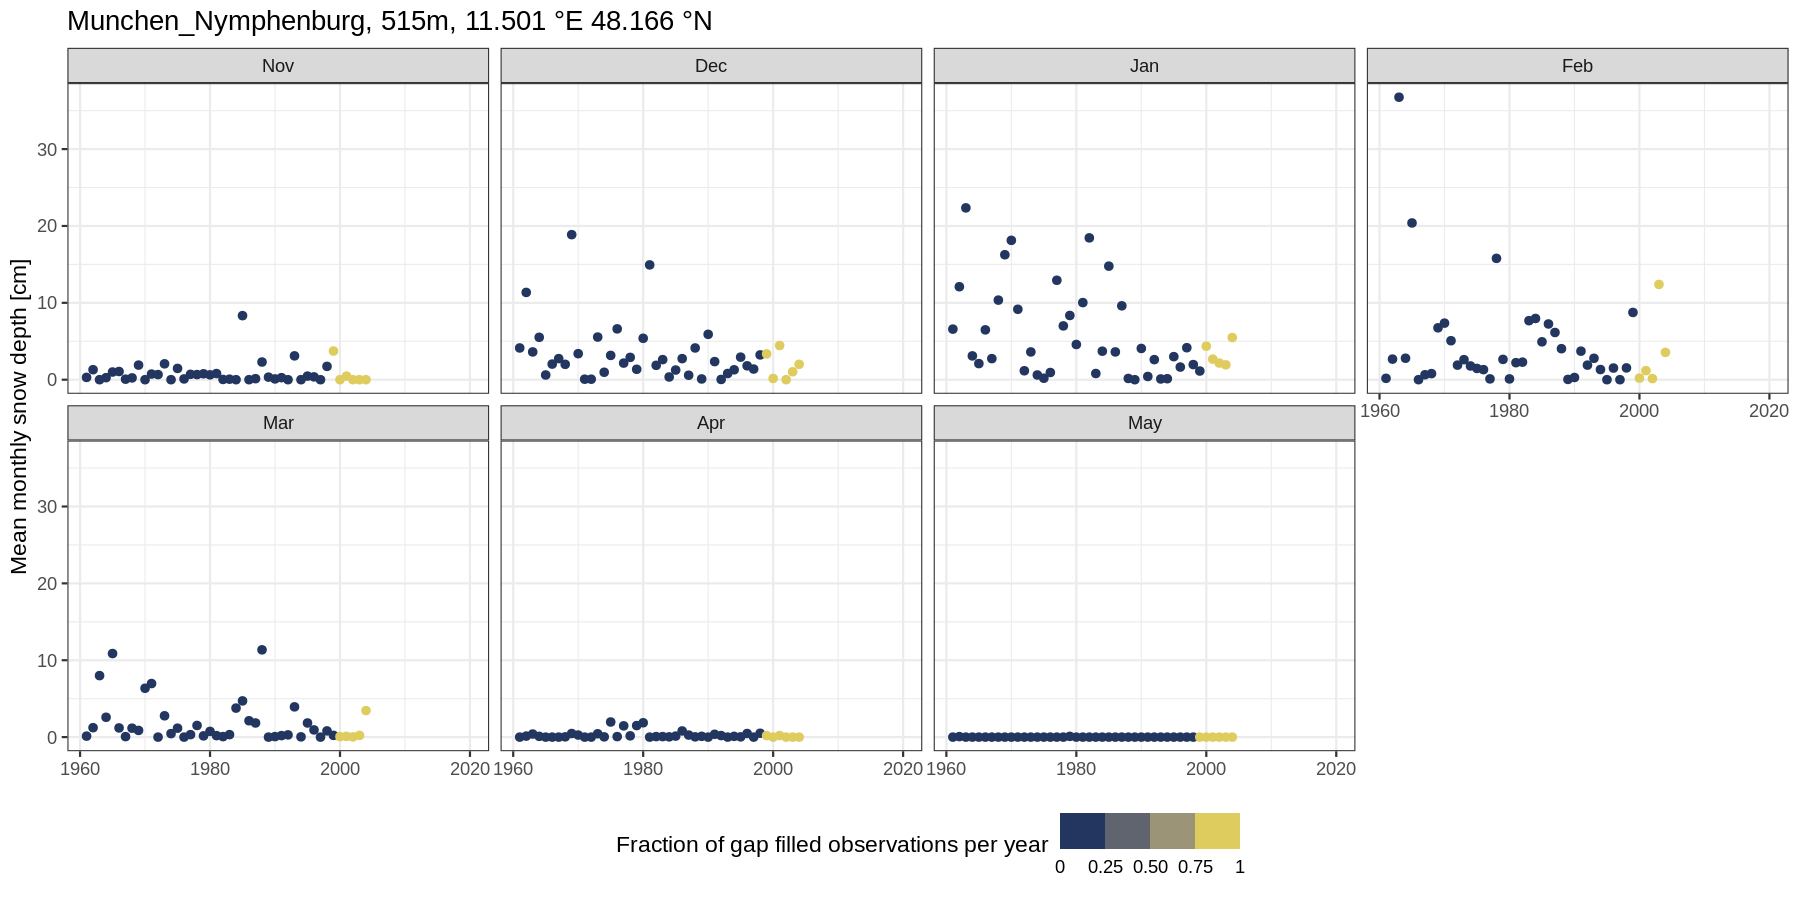 Munchen_Nymphenburg, 515m, 11.501 °E 48.166 °N
Nov
Dec
Jan
Feb
30
20
10
0
1960 1980 2000 2020
Mar
Apr
May
30
20
10
0
1960 1980 2000 2020
1960 1980 2000 2020
1960 1980 2000 2020
Mean monthly snow depth [cm]
Fraction of gap filled observations per year
0 0.25 0.50 0.75 1